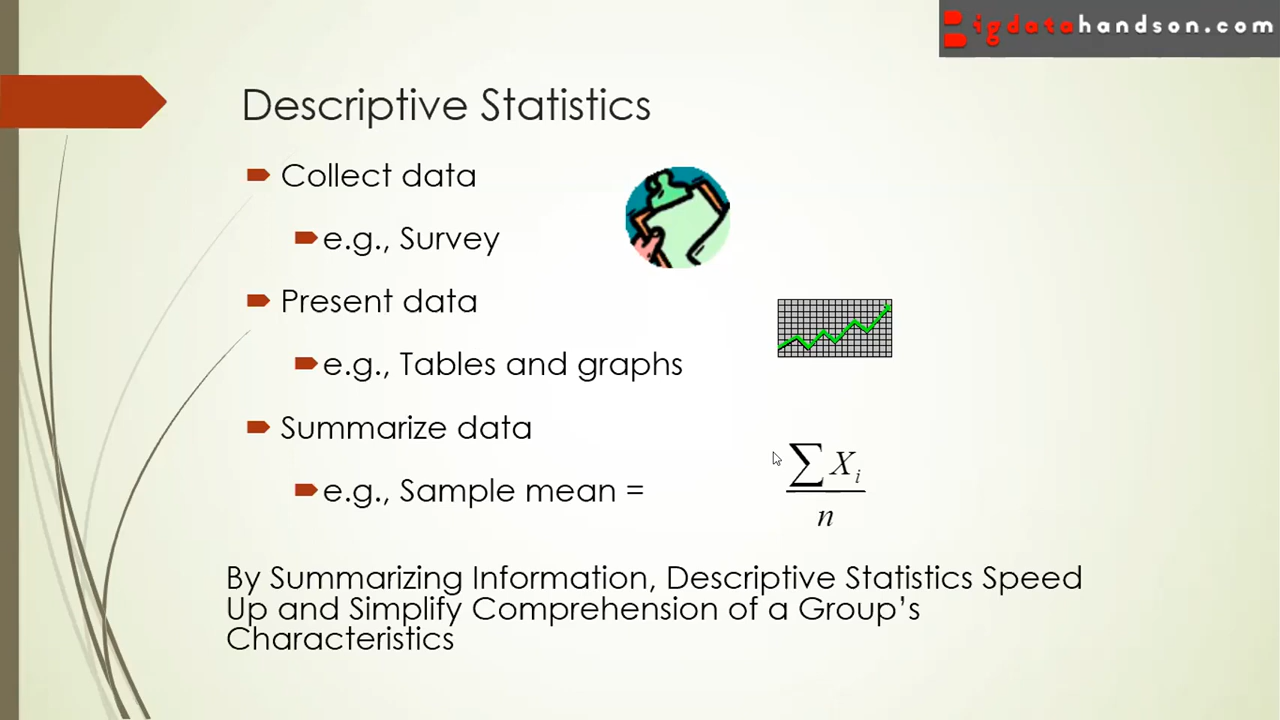 Bigdatahandson.com
Descriptive Statistics
Collect data
e.g., Survey
Present data
e.g., Tables and graphs
Summarize data
e.g., Sample mean =
∑ Xi
n
By Summarizing Information, Descriptive Statistics Speed
Up and Simplify Comprehension of a Group’s
Characteristics